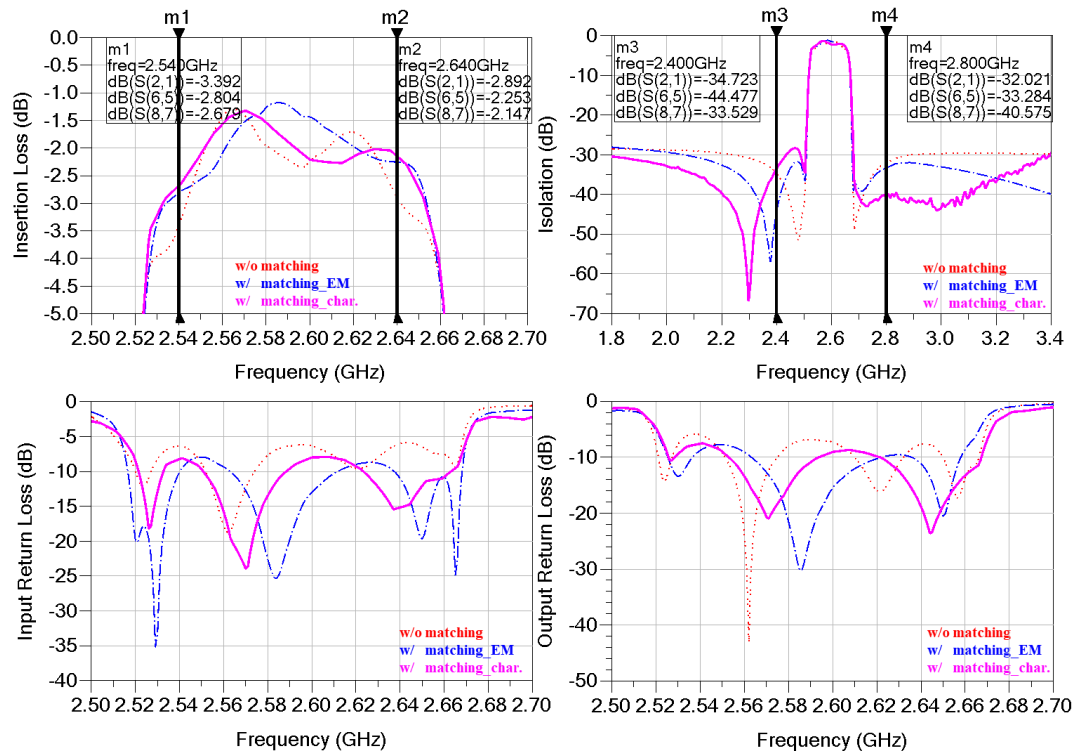 m1
m2
m1
freq=2.540GHz
dB(S(2,1))=-3.392
dB(S(6,5))=-2.804
dB(S(8,7))=-2.679
m2
freq=2.640GHz
dB(S(2,1))=-2.892
dB(S(6,5))=-2.253
dB(S(8,7))=-2.147
0.0
-0.5
-1.0
-1.5
-2.0
-2.5
-3.0
-3.5
-4.0
-4.5
-5.0
Insertion Loss (dB)
w/o matching
w/ matching_EM
w/ matching_char.
2.50 2.52 2.54 2.56 2.58 2.60 2.62 2.64 2.66 2.68 2.70
Frequency (GHz)
m3
m4
m3
freq=2.400GHz
dB(S(2,1))=-34.723
dB(S(6,5))=-44.477
dB(S(8,7))=-33.529
m4
freq=2.800GHz
dB(S(2,1))=-32.021
dB(S(6,5))=-33.284
dB(S(8,7))=-40.575
0
-10
-20
-30
-40
-50
-60
-70
Isolation (dB)
w/o matching
w/ matching_EM
w/ matching_char.
1.8 2.0 2.2 2.4 2.6 2.8 3.0 3.2 3.4
Frequency (GHz)
0
-5
-10
-15
-20
-25
-30
-35
-40
Input Return Loss (dB)
w/o matching
w/ matching_EM
w/ matching_char.
2.50 2.52 2.54 2.56 2.58 2.60 2.62 2.64 2.66 2.68 2.70
Frequency (GHz)
0
-10
-20
-30
-40
-50
Output Return Loss (dB)
w/o matching
w/ matching_EM
w/ matching_char.
2.50 2.52 2.54 2.56 2.58 2.60 2.62 2.64 2.66 2.68 2.70
Frequency (GHz)